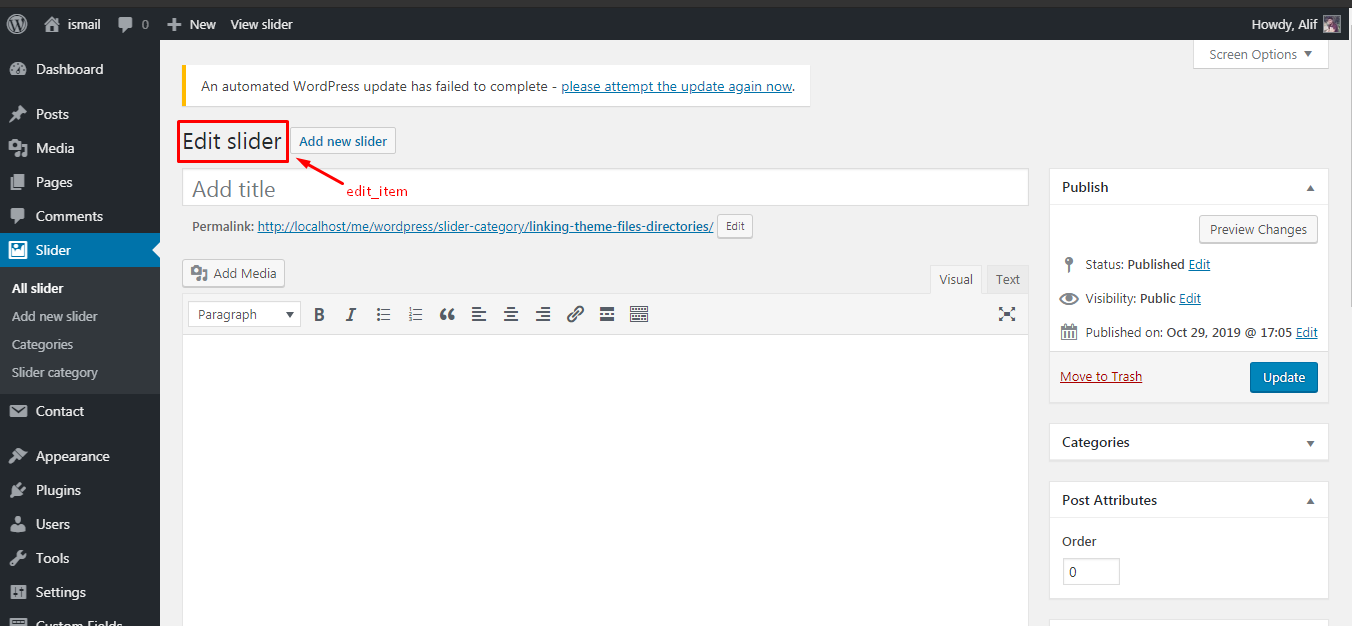 ismail 0 New View slider Howdy, Alif
Screen Options
Dashboard
Posts
Media
Pages
Comments
Slider
All slider
Add new slider
Categories
Slider category
Contact
Appearance
Plugins
Users
Tools
Settings
Custom Fields
An automated WordPress update has failed to complete - please attempt the update again now.
Edit slider Add new slider
edit_item
Add title
Permalink: http://localhost/me/wordpress/slider-category/linking-theme-files-directories/ Edit
Add Media
Visual Text
Paragraph
Publish
Preview Changes
Status: Published Edit
Visibility: Public Edit
Published on: Oct 29, 2019 @ 17:05 Edit
Move to Trash Update
Categories
Post Attributes
Order
0